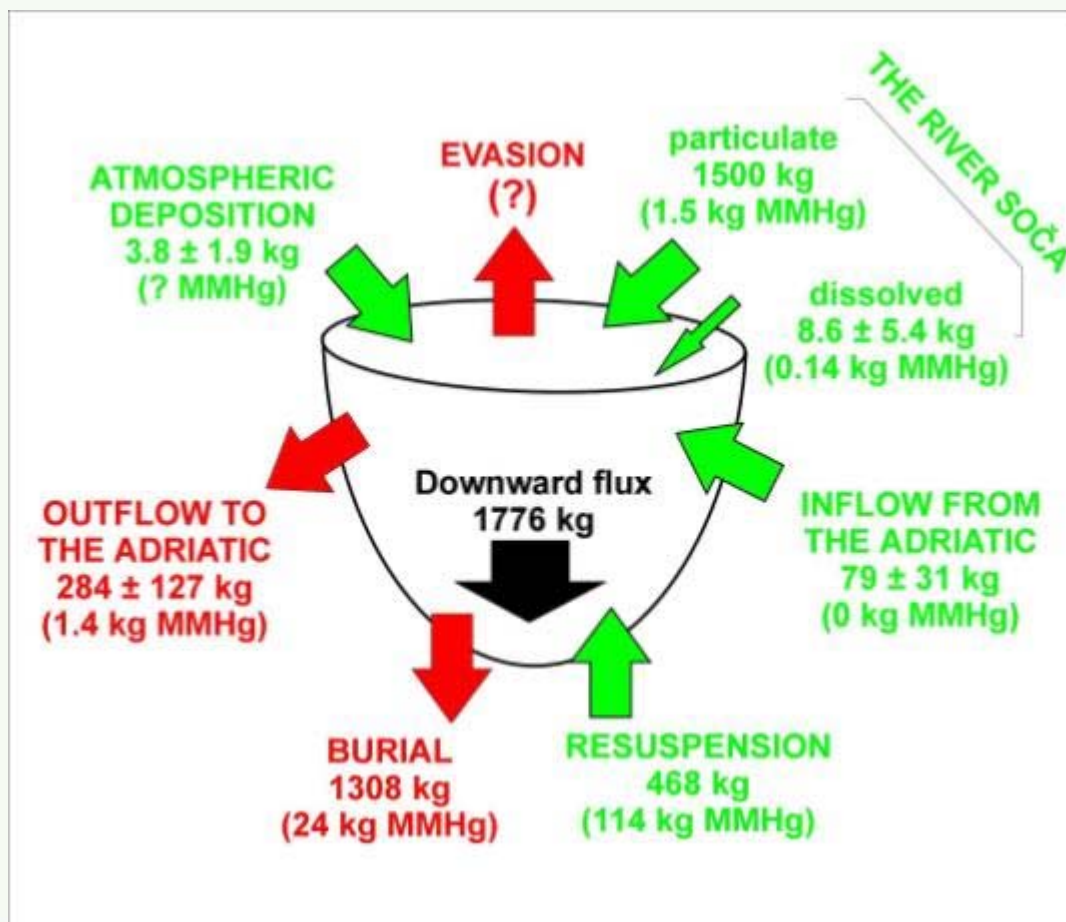 EVASION
(?)
ATMOSPHERIC
DEPOSITION
3.8 ± 1.9 kg
(? MMHg)
particulate
1500 kg
(1.5 kg MMHg)
THE RIVER SOČA
dissolved
8.6 ± 5.4 kg
(0.14 kg MMHg)
Downward flux
1776 kg
OUTFLOW TO
THE ADRIATIC
284 ± 127 kg
(1.4 kg MMHg)
INFLOW FROM
THE ADRIATIC
79 ± 31 kg
(0 kg MMHg)
BURIAL
1308 kg
(24 kg MMHg)
RESUSPENSION
468 kg
(114 kg MMHg)